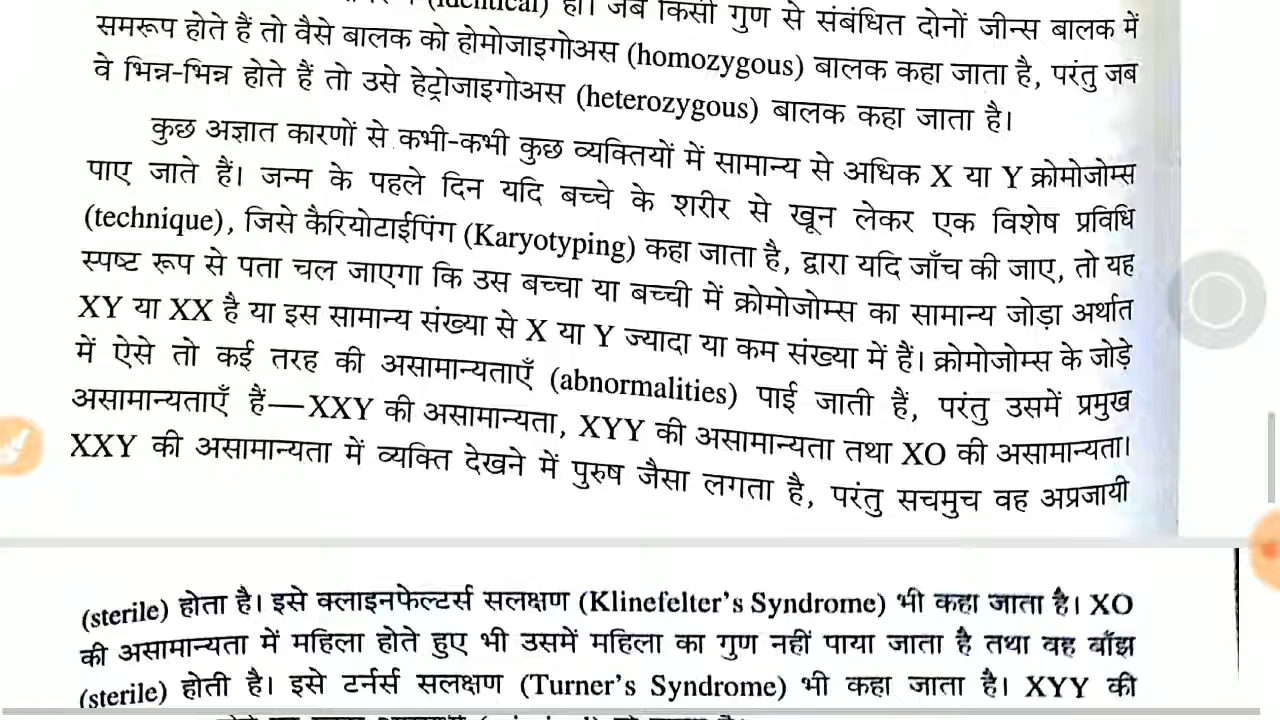 (identical) हों। जब किसी गुण से संबंधित दोनों जीन्स बालक में
समरूप होते हैं तो वैसे बालक को होमोजाइगोअस (homozygous) बालक कहा जाता है, परंतु जब
वे भिन्न-भिन्न होते हैं तो उसे हेट्रोजाइगोअस (heterozygous) बालक कहा जाता है।
कुछ अज्ञात कारणों से कभी-कभी कुछ व्यक्तियों में सामान्य से अधिक X या Y क्रोमोजोम्स
पाए जाते हैं। जन्म के पहले दिन यदि बच्चे के शरीर से खून लेकर एक विशेष प्रविधि
(technique), जिसे कैरियोटाईपिंग (Karyotyping) कहा जाता है, द्वारा यदि जाँच की जाए, तो यह
स्पष्ट रूप से पता चल जाएगा कि उस बच्चा या बच्ची में क्रोमोजोम्स का सामान्य जोड़ा अर्थात
XY या XX है या इस सामान्य संख्या से X या Y ज्यादा या कम संख्या में हैं। क्रोमोजोम्स के जोड़े
में ऐसे तो कई तरह की असामान्यताएँ (abnormalities) पाई जाती हैं, परंतु उसमें प्रमुख
असामान्यताएँ हैं—XXY की असामान्यता, XYY की असामान्यता तथा XO की असामान्यता।
XXY की असामान्यता में व्यक्ति देखने में पुरुष जैसा लगता है, परंतु सचमुच वह अप्रजायी
(sterile) होता है। इसे क्लाइनफेल्टर्स सलक्षण (Klinefelter's Syndrome) भी कहा जाता है। XO
की असामान्यता में महिला होते हुए भी उसमें महिला का गुण नहीं पाया जाता है तथा वह बाँझ
(sterile) होती है। इसे टर्नर्स सलक्षण (Turner's Syndrome) भी कहा जाता है। XYY की